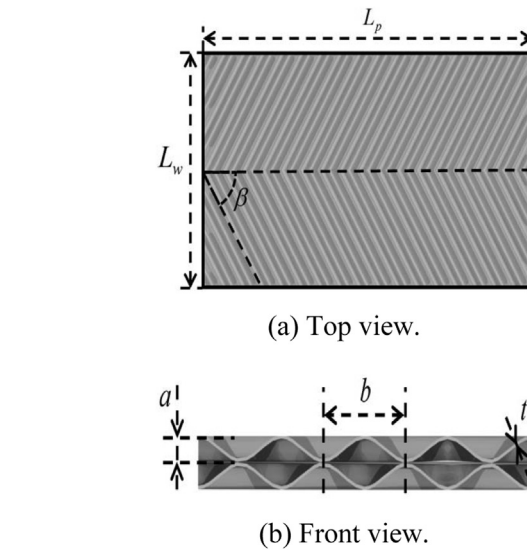 L_p
L_w
β
(a) Top view.
a
b
t
(b) Front view.